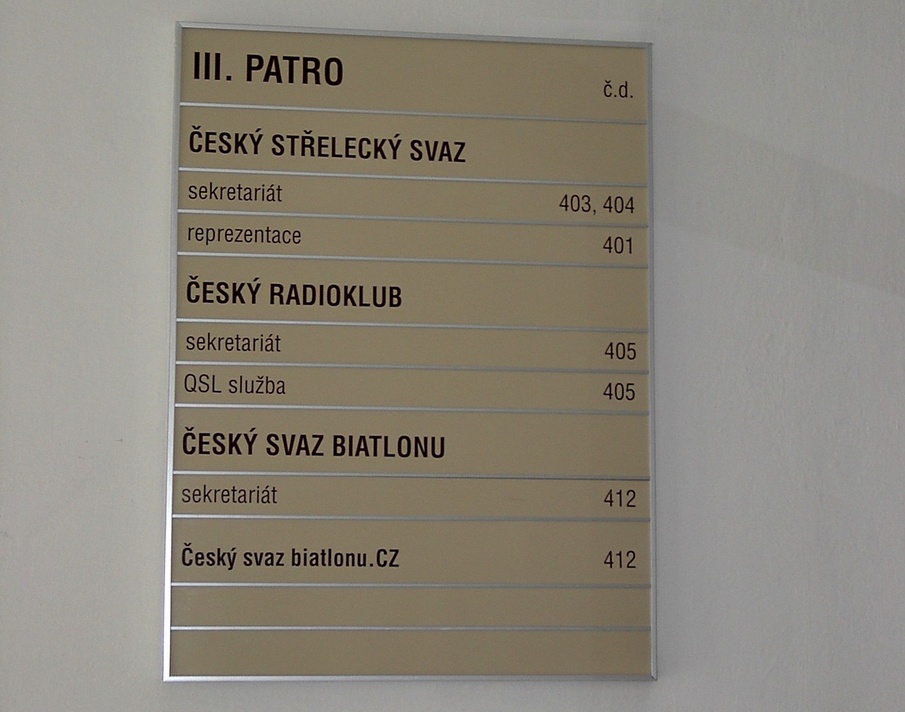 III. PATRO č.d.
ČESKÝ STŘELECKÝ SVAZ
sekretariát 403, 404
reprezentace 401
ČESKÝ RADIOKLUB
sekretariát 405
QSL služba 405
ČESKÝ SVAZ BIATLONU
sekretariát 412
Český svaz biatlonu.CZ 412